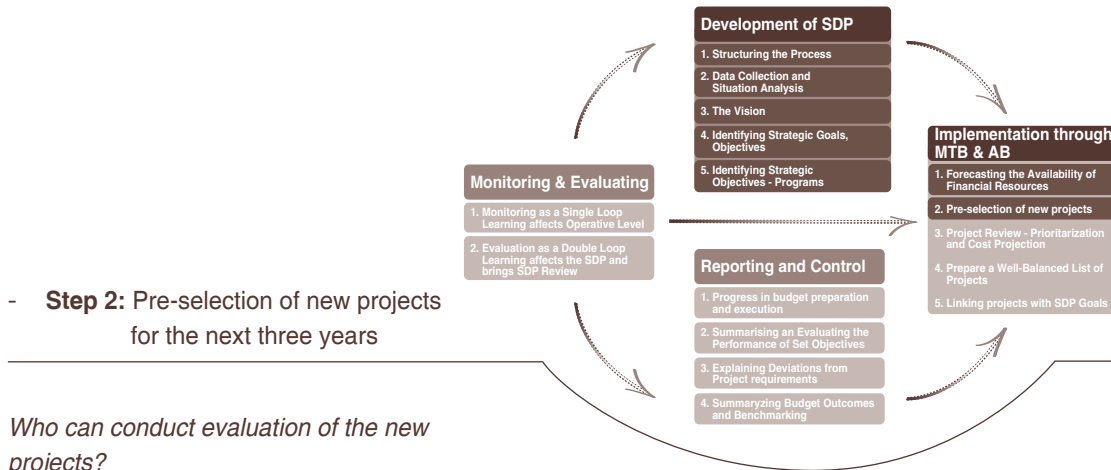 Development of SDP
1. Structuring the Process
2. Data Collection and
Situation Analysis
3. The Vision
4. Identifying Strategic Goals,
Objectives
5. Identifying Strategic
Objectives - Programs
Implementation through
MTB & AB
1. Forecasting the Availability of
Financial Resources
2. Pre-selection of new projects
3. Project Review - Prioritarization
and Cost Projection
4. Prepare a Well-Balanced List of
Projects
5. Linking projects with SDP Goals
Monitoring & Evaluating
1. Monitoring as a Single Loop
Learning affects Operative Level
2. Evaluation as a Double Loop
Learning affects the SDP and
brings SDP Review
Reporting and Control
1. Progress in budget preparation
and execution
2. Summarising an Evaluating the
Performance of Set Objectives
3. Explaining Deviations from
Project requirements
4. Summaryzing Budget Outcomes
and Benchmarking
- Step 2: Pre-selection of new projects
for the next three years
Who can conduct evaluation of the new
projects?